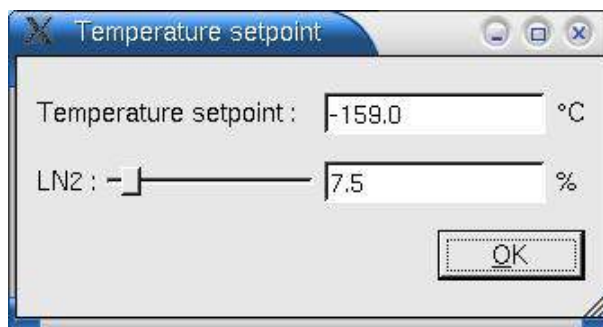 Temperature setpoint
Temperature setpoint : -159.0 °C
LN2 : 7.5 %
OK